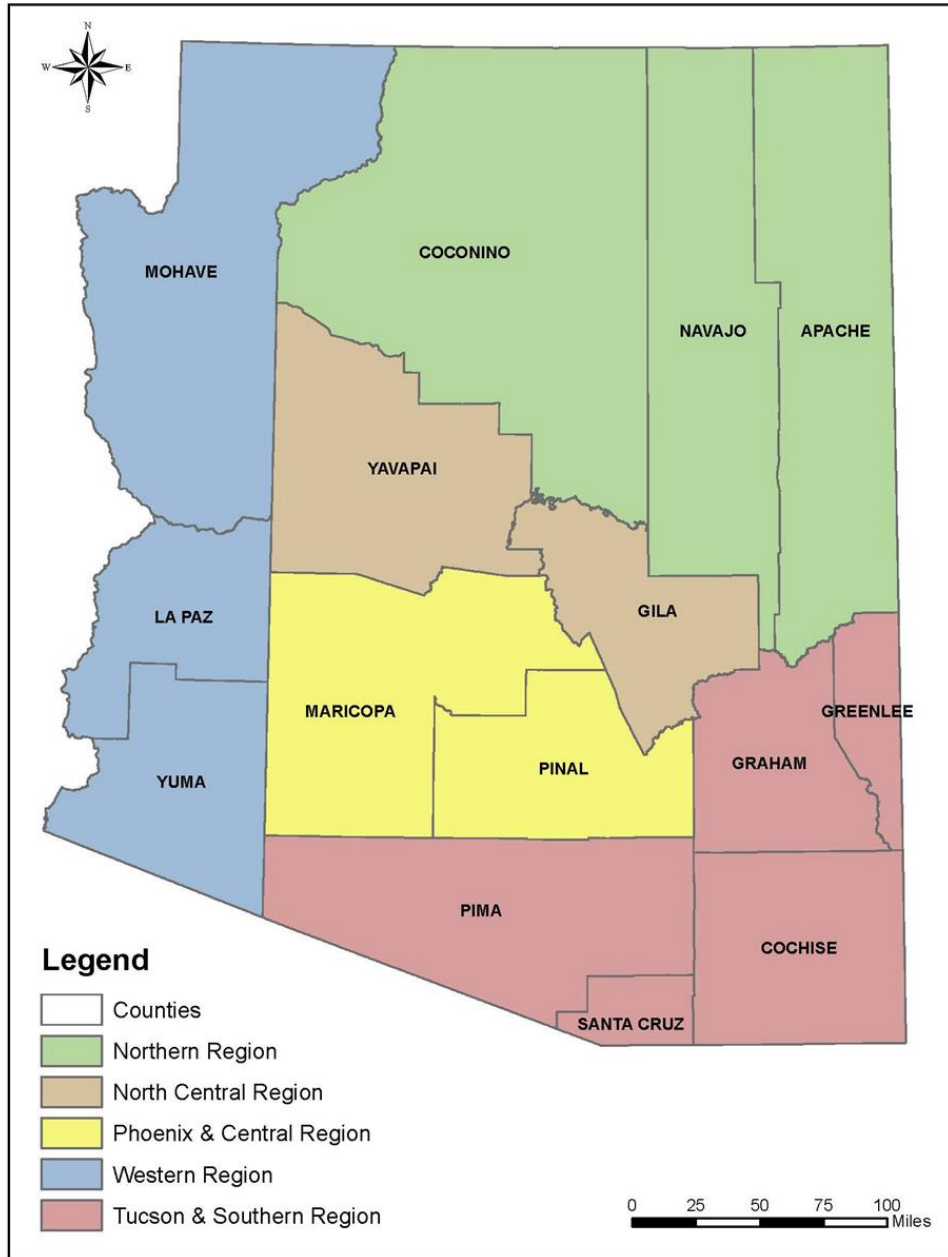 N
W E
S
COCONINO
MOHAVE
NAVAJO
APACHE
YAVAPAI
LA PAZ
GILA
MARICOPA
GREENLEE
PINAL
GRAHAM
YUMA
PIMA
COCHISE
SANTA CRUZ
Legend
Counties
Northern Region
North Central Region
Phoenix & Central Region
Western Region
Tucson & Southern Region
0 25 50 75 100
Miles